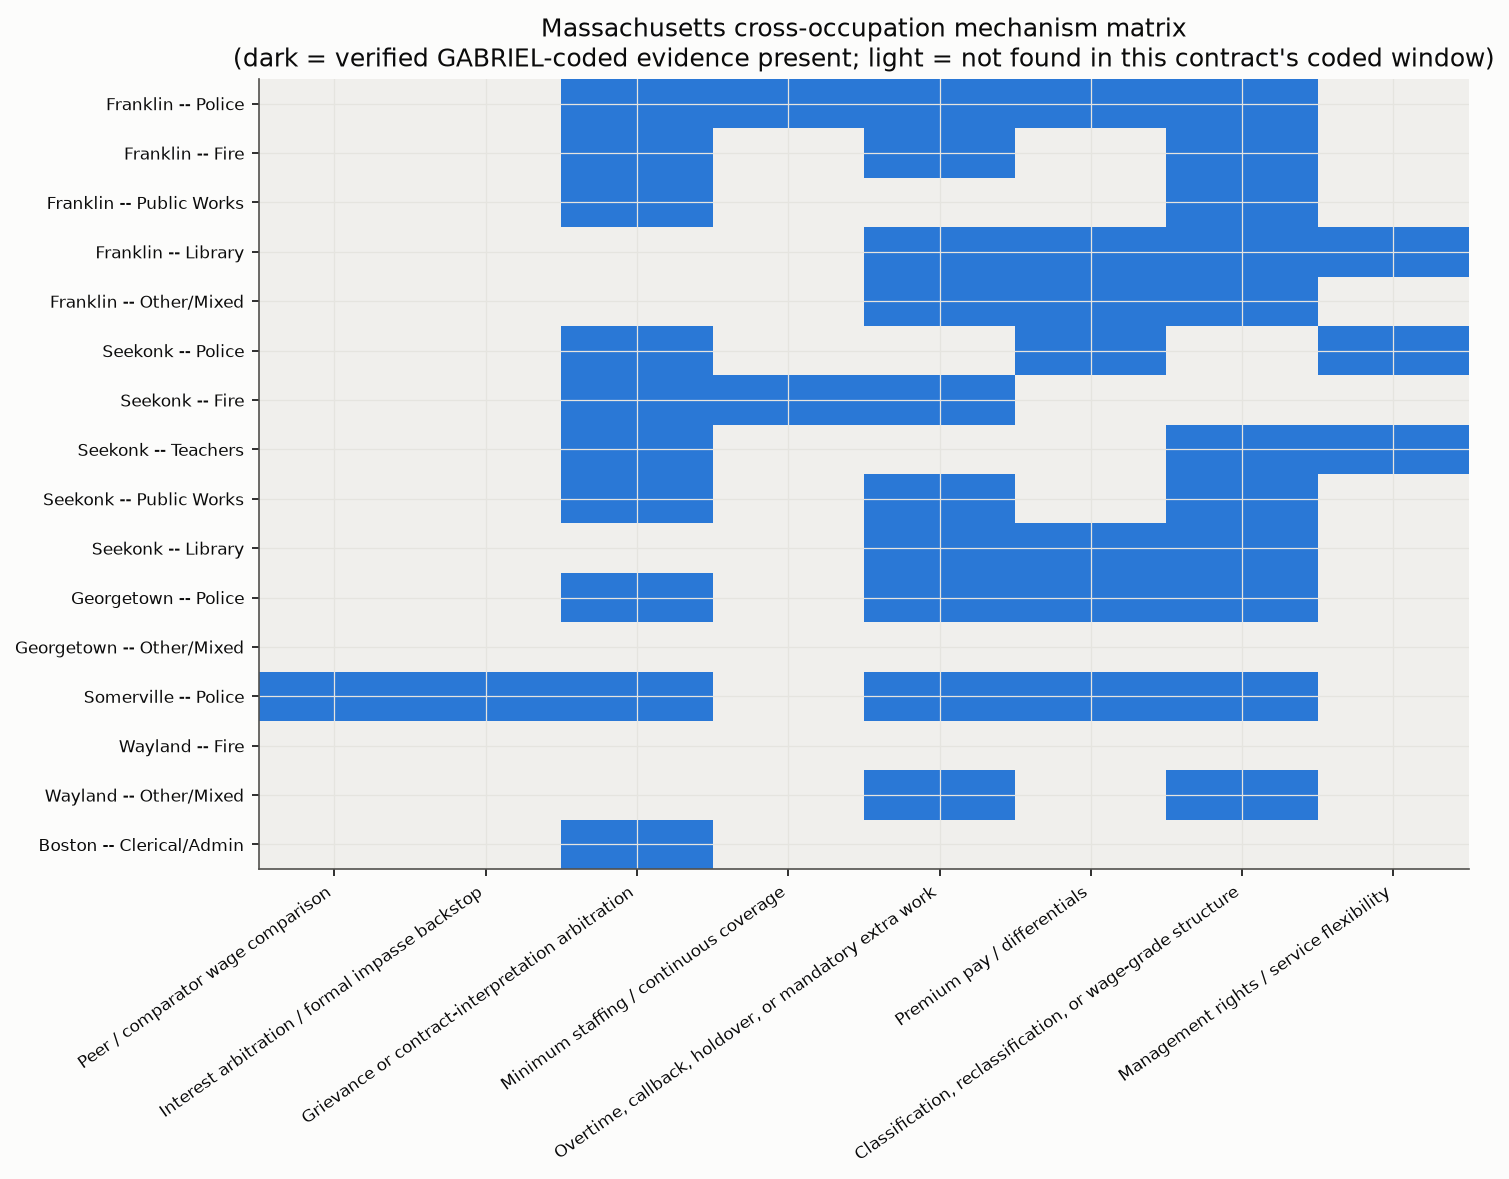 Massachusetts cross-occupation mechanism matrix
(dark = verified GABRIEL-coded evidence present; light = not found in this contract's coded window)
Franklin -- Police
Franklin -- Fire
Franklin -- Public Works
Franklin -- Library
Franklin -- Other/Mixed
Seekonk -- Police
Seekonk -- Fire
Seekonk -- Teachers
Seekonk -- Public Works
Seekonk -- Library
Georgetown -- Police
Georgetown -- Other/Mixed
Somerville -- Police
Wayland -- Fire
Wayland -- Other/Mixed
Boston -- Clerical/Admin
Peer / comparator wage comparison
Interest arbitration / formal impasse backstop
Grievance or contract-interpretation arbitration
Minimum staffing / continuous coverage
Overtime, callback, holdover, or mandatory extra work
Premium pay / differentials
Classification, reclassification, or wage-grade structure
Management rights / service flexibility